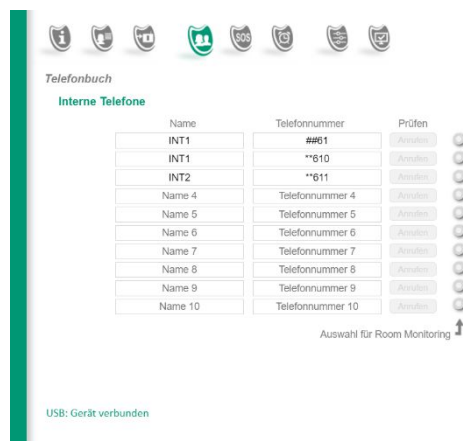 SOS
Telefonbuch
Interne Telefone
Name Telefonnummer Prüfen
INT1 ##61 Anrufen
INT1 **610 Anrufen
INT2 **611 Anrufen
Name 4 Telefonnummer 4 Anrufen
Name 5 Telefonnummer 5 Anrufen
Name 6 Telefonnummer 6 Anrufen
Name 7 Telefonnummer 7 Anrufen
Name 8 Telefonnummer 8 Anrufen
Name 9 Telefonnummer 9 Anrufen
Name 10 Telefonnummer 10 Anrufen
Auswahl für Room Monitoring
USB: Gerät verbunden